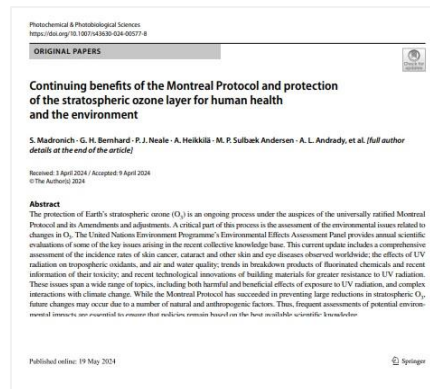 Photochemical & Photobiological Sciences
https://doi.org/10.1007/s43630-024-00577-8
ORIGINAL PAPERS
Check for updates
Continuing benefits of the Montreal Protocol and protection
of the stratospheric ozone layer for human health
and the environment
S. Madronich · G. H. Bernhard · P. J. Neale · A. Heikkilä · M. P. Sulbæk Andersen · A. L. Andrady, et al. [full author
details at the end of the article]
Received: 3 April 2024 / Accepted: 9 April 2024
© The Author(s) 2024
Abstract
The protection of Earth's stratospheric ozone (O3) is an ongoing process under the auspices of the universally ratified Montreal
Protocol and its Amendments and adjustments. A critical part of this process is the assessment of the environmental issues related to
changes in O3. The United Nations Environment Programme's Environmental Effects Assessment Panel provides annual scientific
evaluations of some of the key issues arising in the recent collective knowledge base. This current update includes a comprehensive
assessment of the incidence rates of skin cancer, cataract and other skin and eye diseases observed worldwide; the effects of UV
radiation on tropospheric oxidants, and air and water quality; trends in breakdown products of fluorinated chemicals and recent
information of their toxicity; and recent technological innovations of building materials for greater resistance to UV radiation.
These issues span a wide range of topics, including both harmful and beneficial effects of exposure to UV radiation, and complex
interactions with climate change. While the Montreal Protocol has succeeded in preventing large reductions in stratospheric O3,
future changes may occur due to a number of natural and anthropogenic factors. Thus, frequent assessments of potential environ-
mental impacts are essential to ensure that policies remain based on the best available scientific knowledge.
Published online: 19 May 2024
Springer